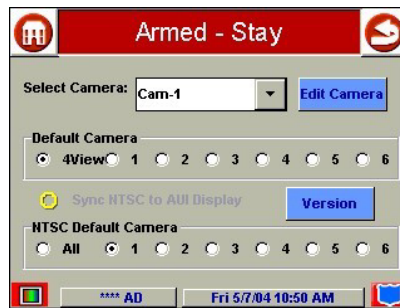 Armed - Stay
Select Camera: Cam-1 Edit Camera
Default Camera
4View 1 2 3 4 5 6
Sync NTSC to AUI Display Version
NTSC Default Camera
All 1 2 3 4 5 6
**** AD Fri 5/7/04 10:50 AM